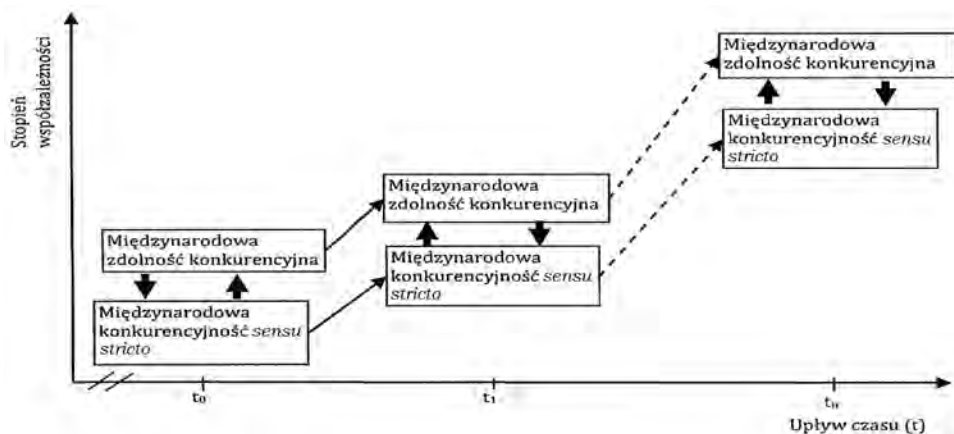 Stopień
współzależności
Międzynarodowa
zdolność konkurencyjna
Międzynarodowa
konkurencyjność sensu
stricto
Międzynarodowa
zdolność konkurencyjna
Międzynarodowa
konkurencyjność sensu
stricto
Międzynarodowa
zdolność konkurencyjna
Międzynarodowa
konkurencyjność sensu
stricto
t₀
t₁
tₙ
Upływ czasu (t)